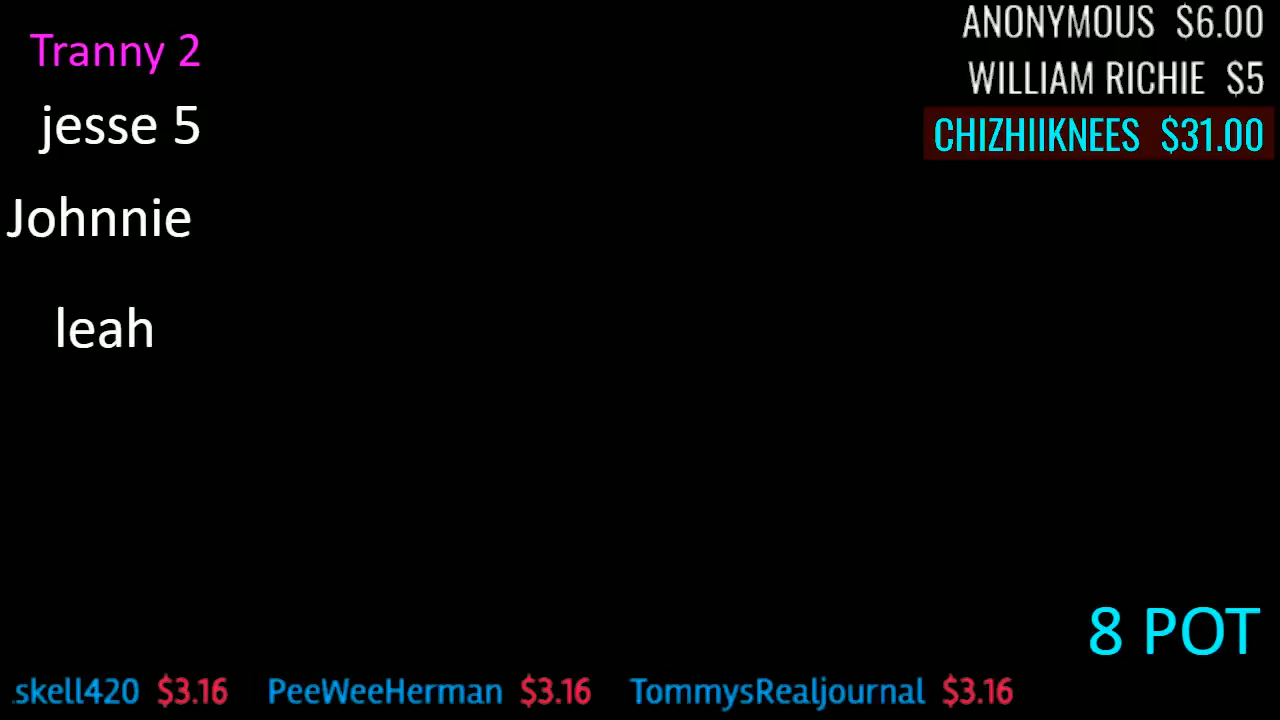 Tranny 2
jesse 5
Johnnie
leah
ANONYMOUS $6.00
WILLIAM RICHIE $5
CHIZHIIKNEES $31.00
8 POT
skell420 $3.16 PeeWeeHerman $3.16 TommysRealjournal $3.16